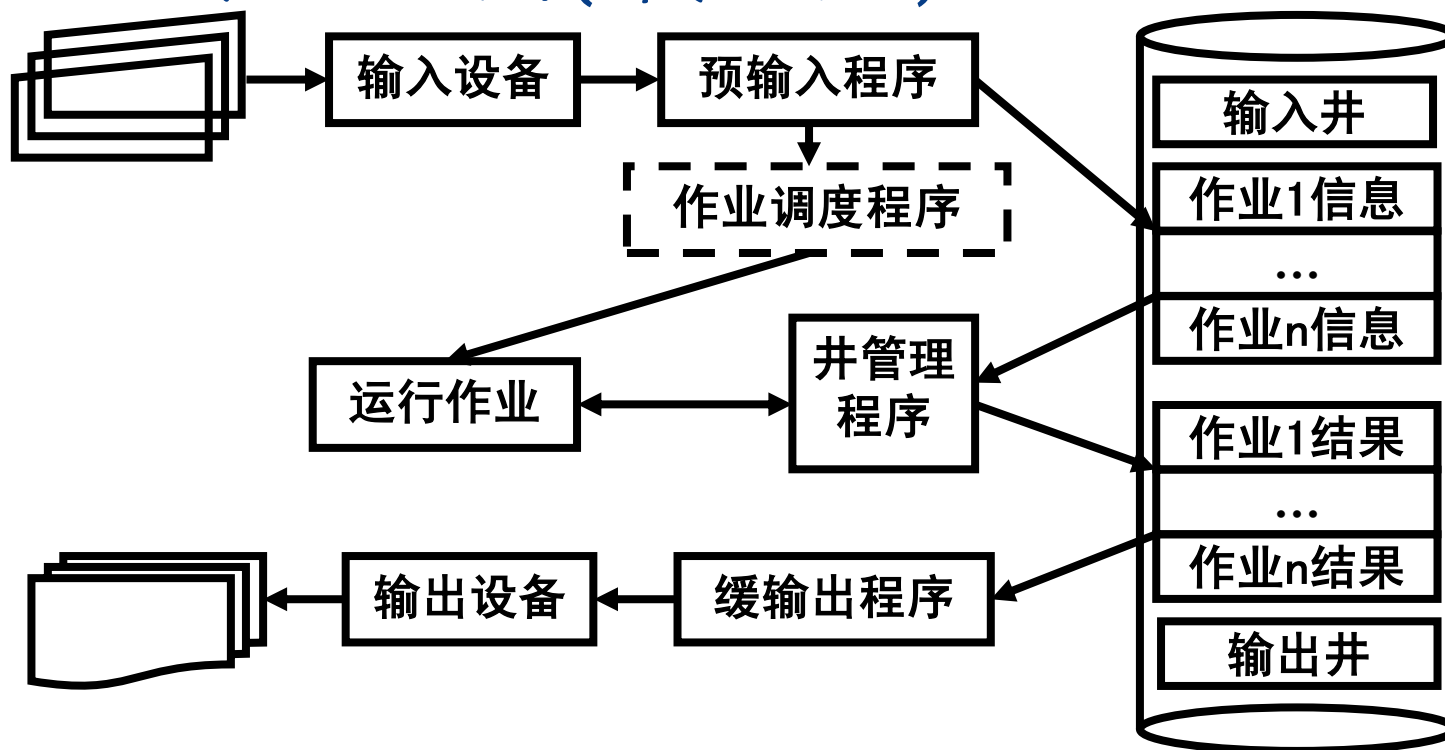 输入设备
预输入程序
输入井
作业调度程序
作业1信息
...
作业n信息
运行作业
井管理
程序
作业1结果
...
作业n结果
输出设备
缓输出程序
输出井